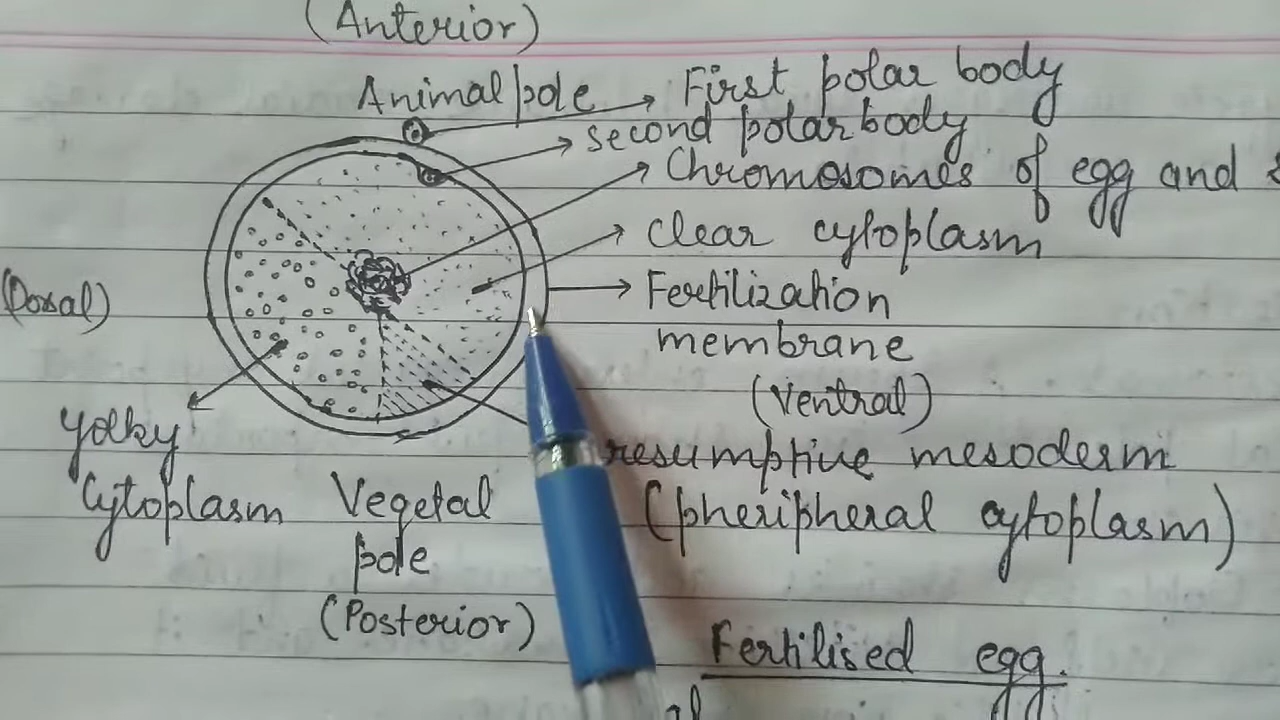 (Anterior)
Animal pole
First polar body
second polar body
Chromosomes of egg and
clear cytoplasm
(Dorsal)
Fertilization
membrane
(Ventral)
yolky
cytoplasm
resumptive mesoderm
(pheripheral cytoplasm)
Vegetal
pole
(Posterior)
Fertilised egg.